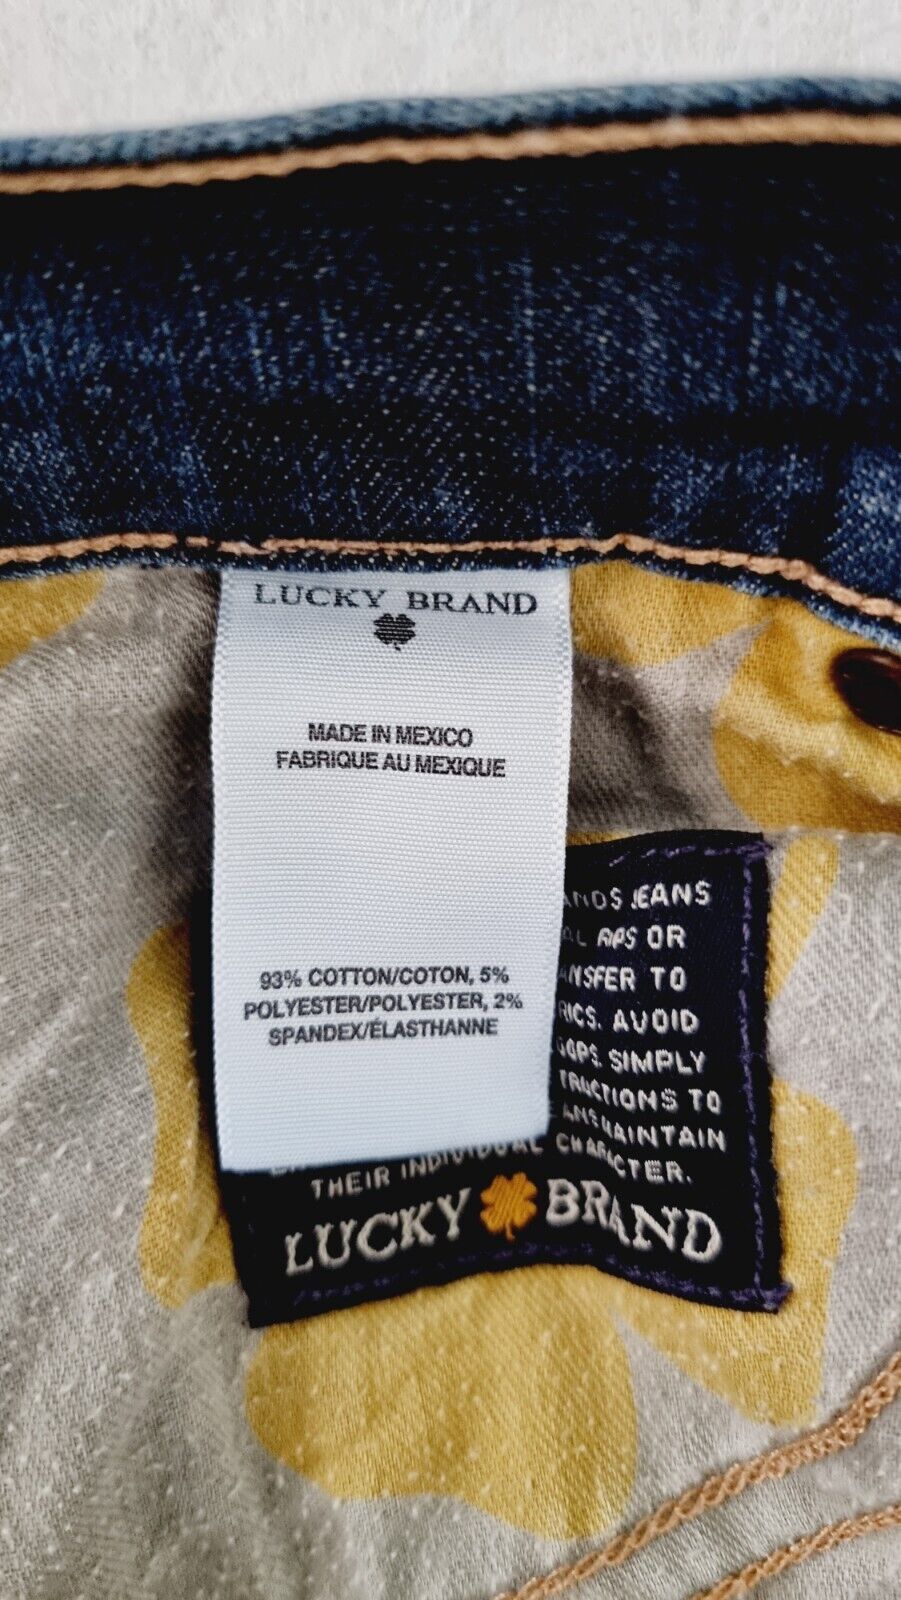 LUCKY BRAND
MADE IN MEXICO
FABRIQUE AU MEXIQUE
93% COTTON/COTON, 5%
POLYESTER/POLYESTER, 2%
SPANDEX/ÉLASTHANNE
JEANS
OR
TO
AVOID
SIMPLY
TO
MAINTAIN
THEIR INDIVIDUAL CHARACTER.
LUCKY BRAND